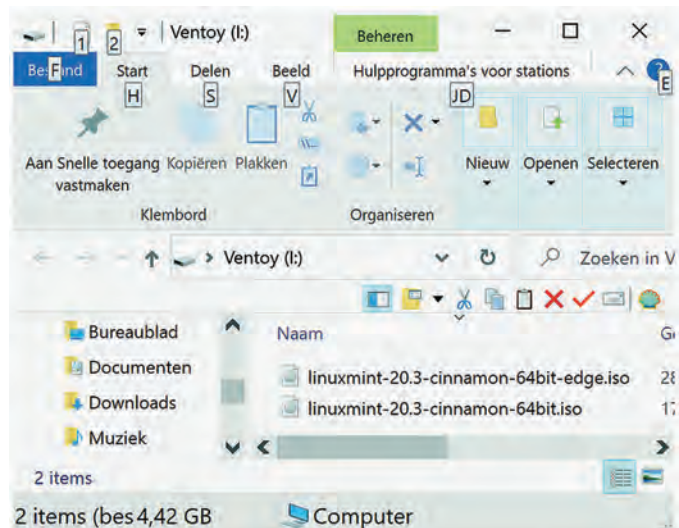 1 2 Ventoy (I:) Beheren
Bestand Start Delen Beeld Hulpprogramma's voor stations
F H S V JD E
Aan Snelle toegang vastmaken Kopiëren Plakken Nieuw Openen Selecteren
Klembord Organiseren
Ventoy (I:) Zoeken in V
Bureaublad
Documenten
Downloads
Muziek
Naam
linuxmint-20.3-cinnamon-64bit-edge.iso 28
linuxmint-20.3-cinnamon-64bit.iso 17
2 items
2 items (bes 4,42 GB Computer